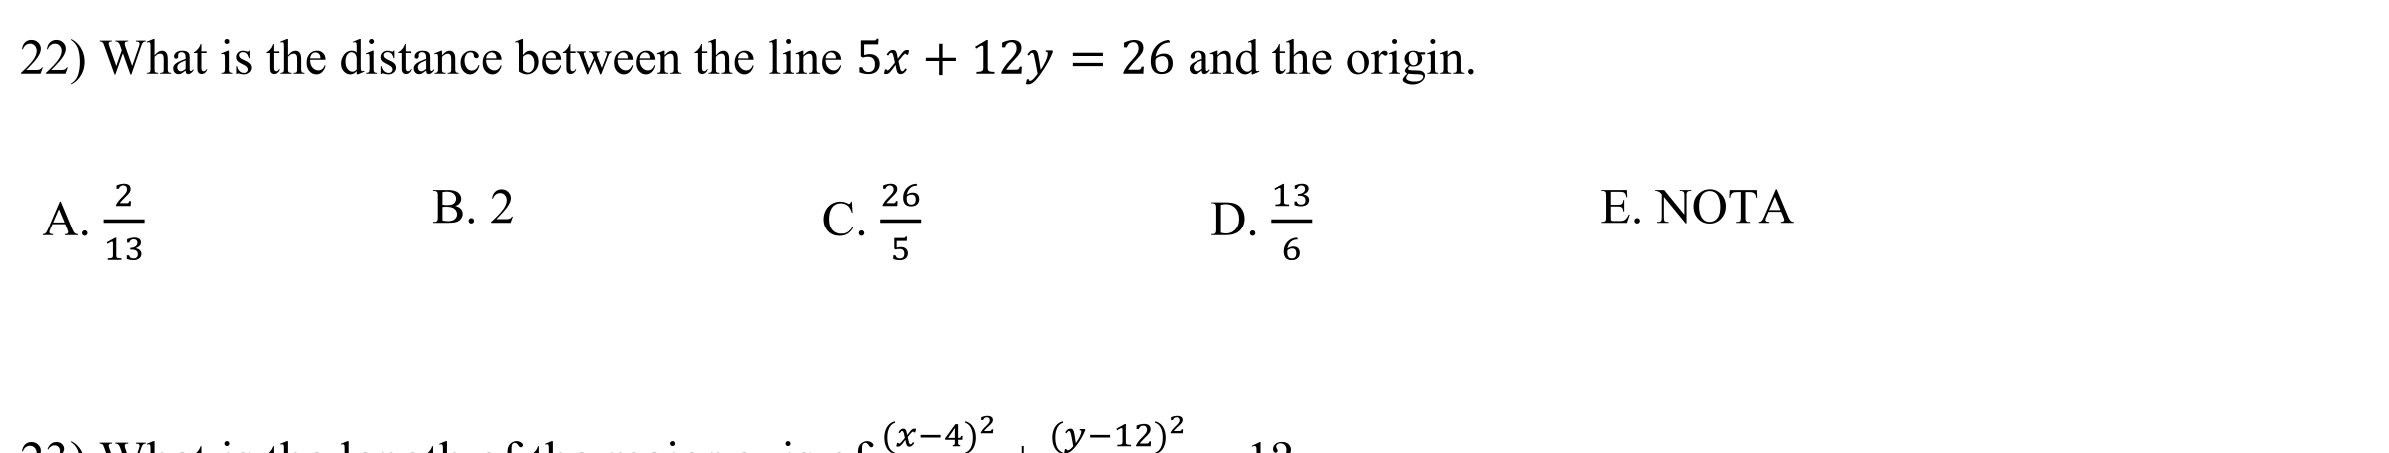 22) What is the distance between the line 5x + 12y = 26 and the origin.
A. 2/13 B. 2 C. 26/5 D. 13/6 E. NOTA
(x−4)² (y−12)²